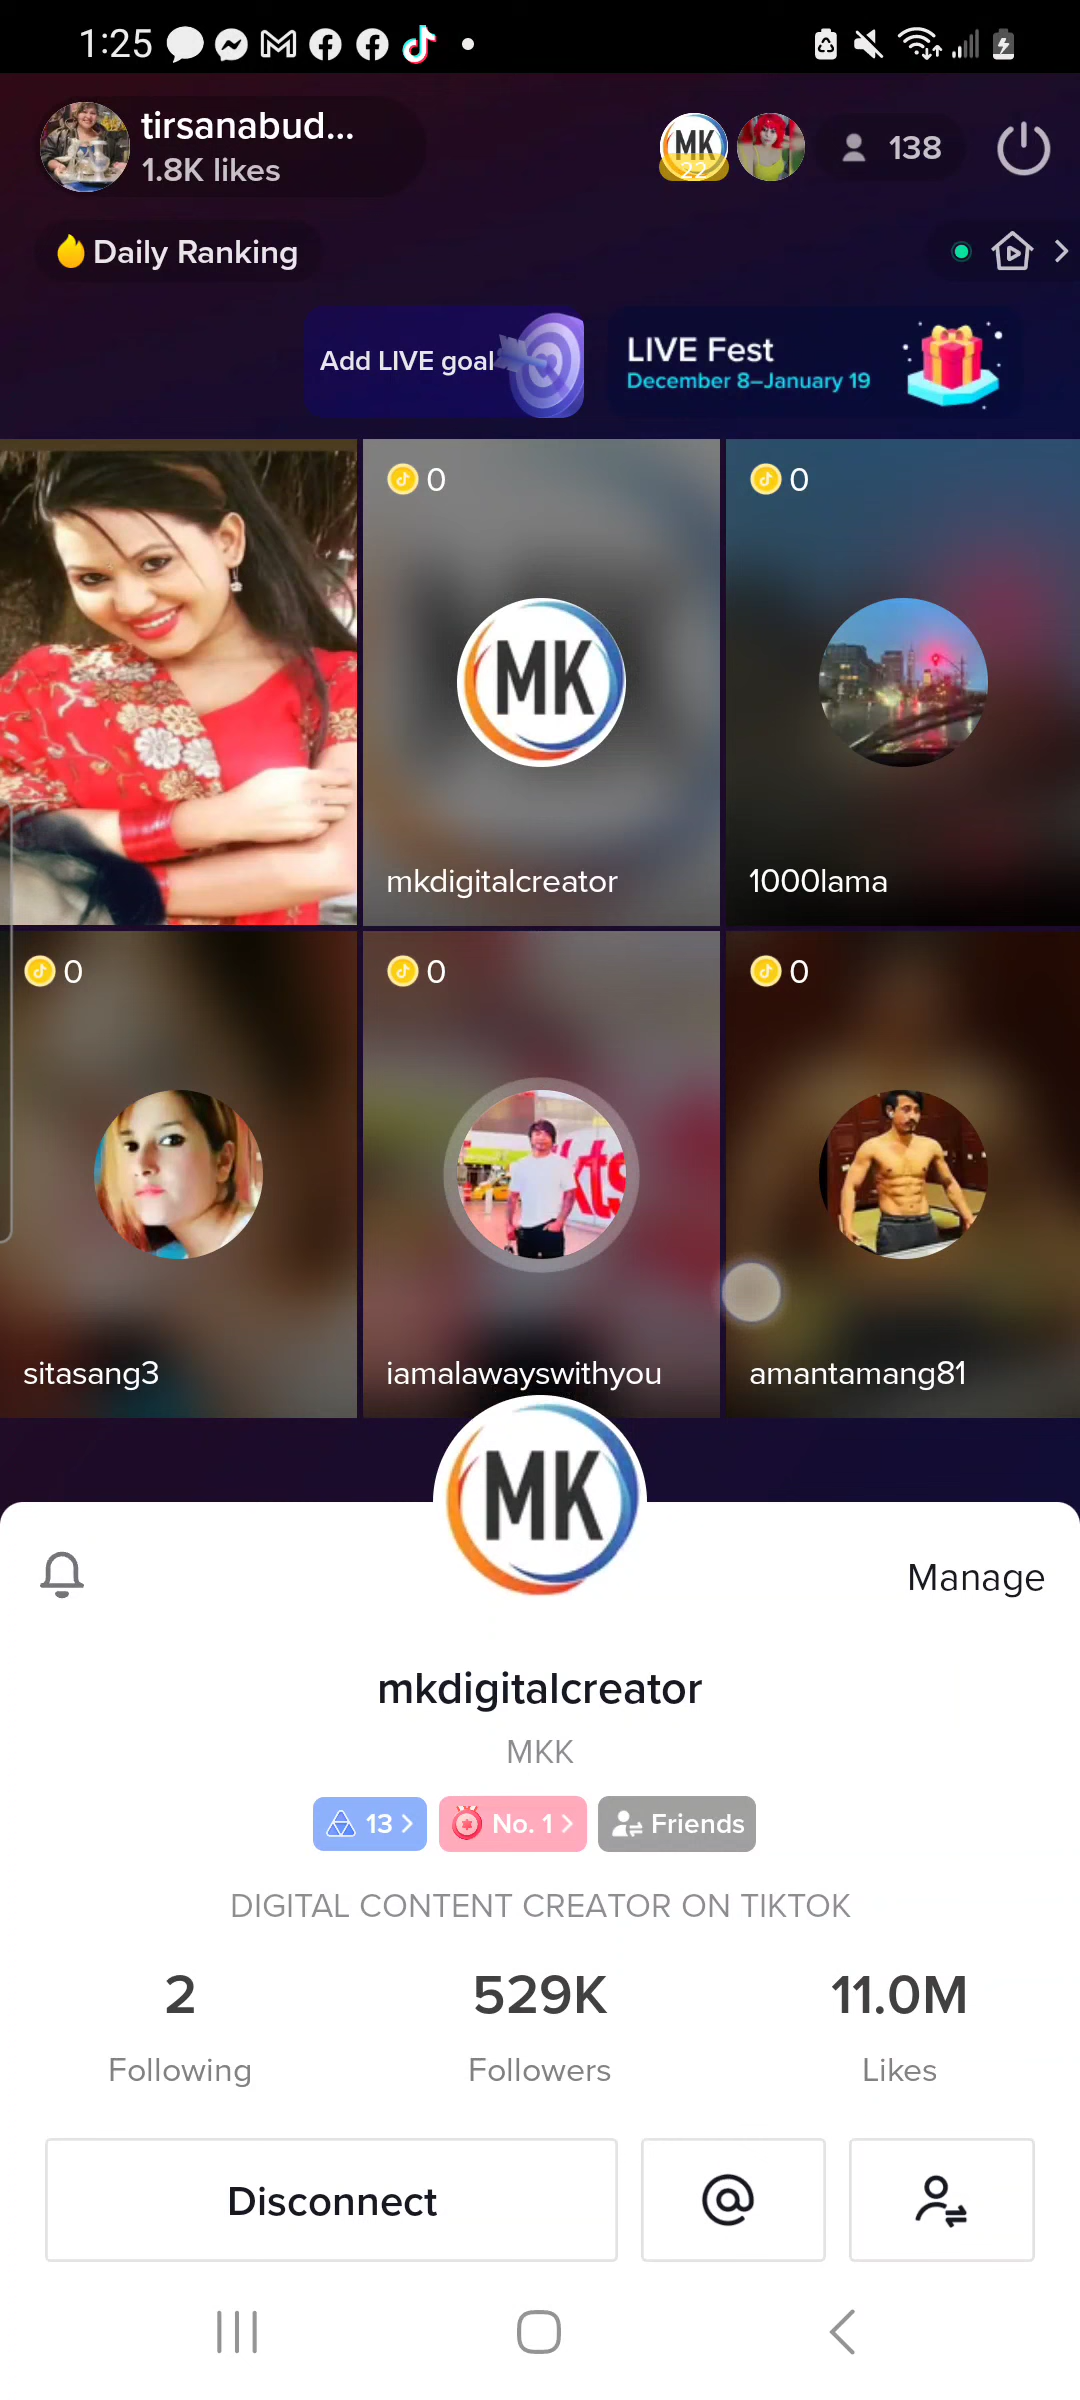 1:25
tirsanabud...
1.8K likes
MK
22
138
Daily Ranking
Add LIVE goal
LIVE Fest
December 8–January 19
0
0
MK
mkdigitalcreator
1000lama
0
0
0
kts
sitasang3
iamalawayswithyou
amantamang81
MK
Manage
mkdigitalcreator
MKK
13
No. 1
Friends
DIGITAL CONTENT CREATOR ON TIKTOK
2
529K
11.0M
Following
Followers
Likes
Disconnect